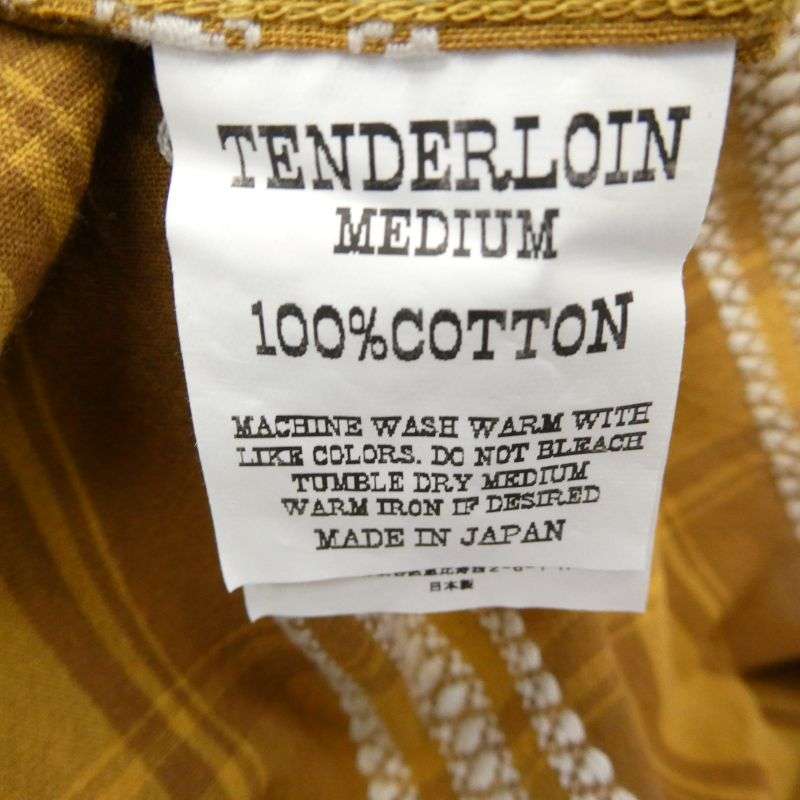 TENDERLOIN
MEDIUM
100%COTTON
MACHINE WASH WARM WITH
LIKE COLORS. DO NOT BLEACH
TUMBLE DRY MEDIUM
WARM IRON IF DESIRED
MADE IN JAPAN
日本製